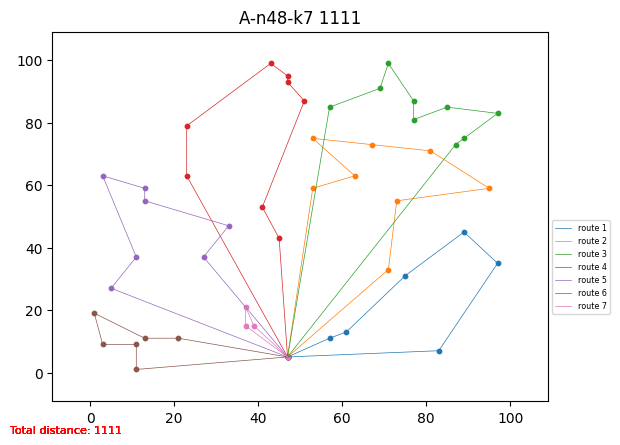 A-n48-k7 1111
100
80
60
40
20
0
0 20 40 60 80 100
route 1
route 2
route 3
route 4
route 5
route 6
route 7
Total distance: 1111